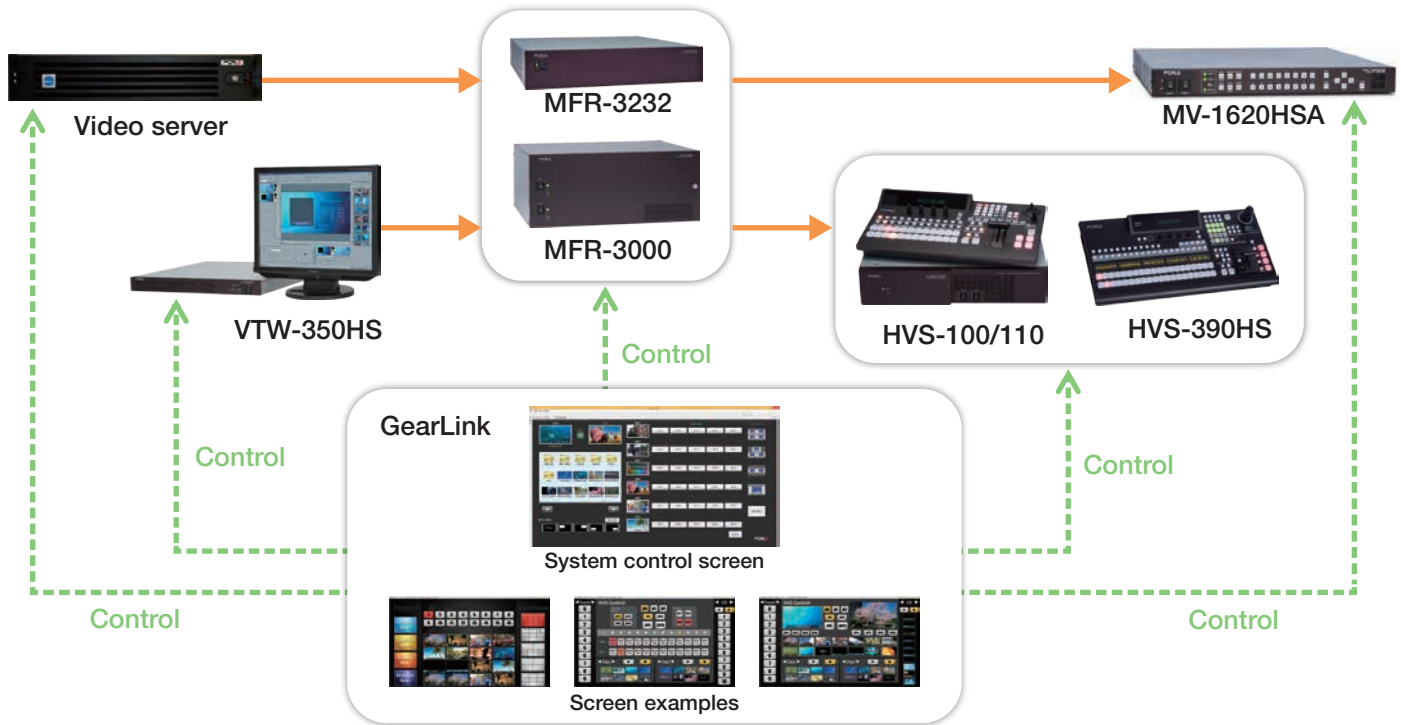 Video server
MFR-3232
MFR-3000
MV-1620HSA
VTW-350HS
HVS-100/110
HVS-390HS
Control
Control
Control
Control
Control
GearLink
System control screen
Screen examples